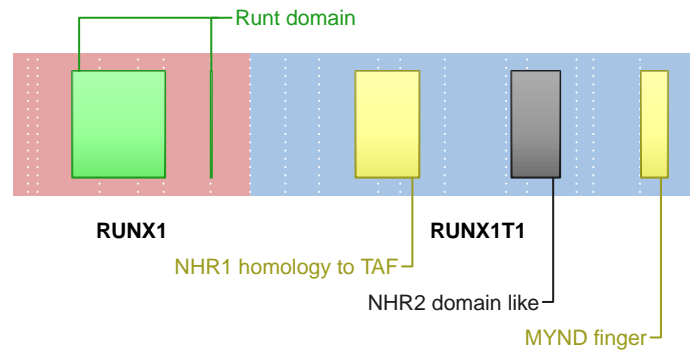 Runt domain
RUNX1
RUNX1T1
NHR1 homology to TAF
NHR2 domain like
MYND finger